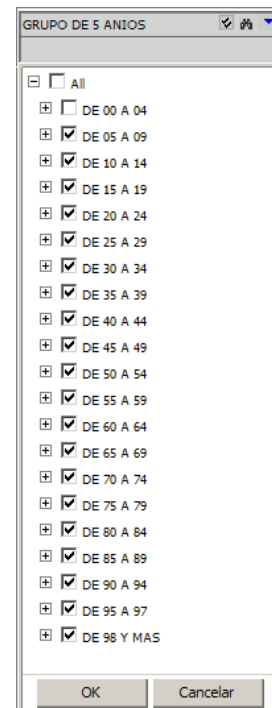 GRUPO DE 5 ANIOS
All
DE 00 A 04
DE 05 A 09
DE 10 A 14
DE 15 A 19
DE 20 A 24
DE 25 A 29
DE 30 A 34
DE 35 A 39
DE 40 A 44
DE 45 A 49
DE 50 A 54
DE 55 A 59
DE 60 A 64
DE 65 A 69
DE 70 A 74
DE 75 A 79
DE 80 A 84
DE 85 A 89
DE 90 A 94
DE 95 A 97
DE 98 Y MAS
OK Cancelar